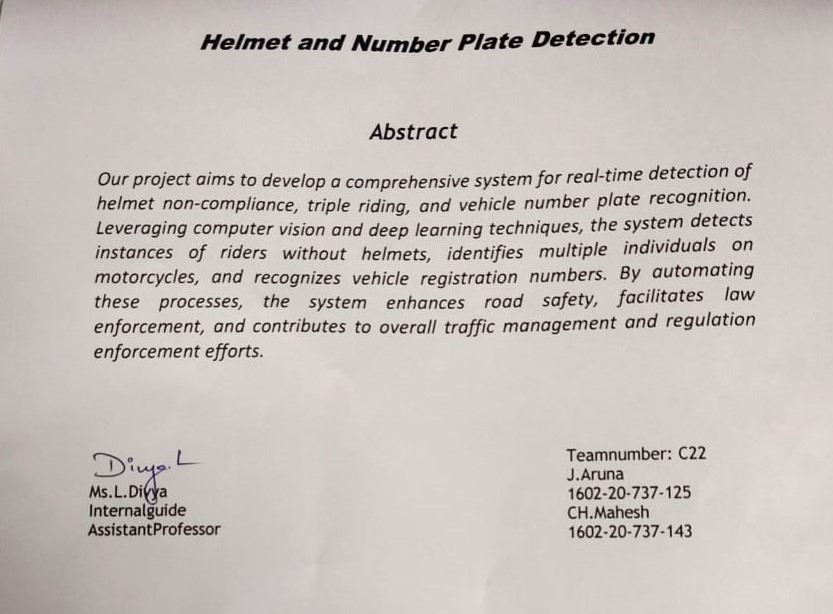 Helmet and Number Plate Detection
Abstract
Our project aims to develop a comprehensive system for real-time detection of
helmet non-compliance, triple riding, and vehicle number plate recognition.
Leveraging computer vision and deep learning techniques, the system detects
instances of riders without helmets, identifies multiple individuals on
motorcycles, and recognizes vehicle registration numbers. By automating
these processes, the system enhances road safety, facilitates law
enforcement, and contributes to overall traffic management and regulation
enforcement efforts.
Divya.L
Ms.L.Divya
Internalguide
AssistantProfessor
Teamnumber: C22
J.Aruna
1602-20-737-125
CH.Mahesh
1602-20-737-143